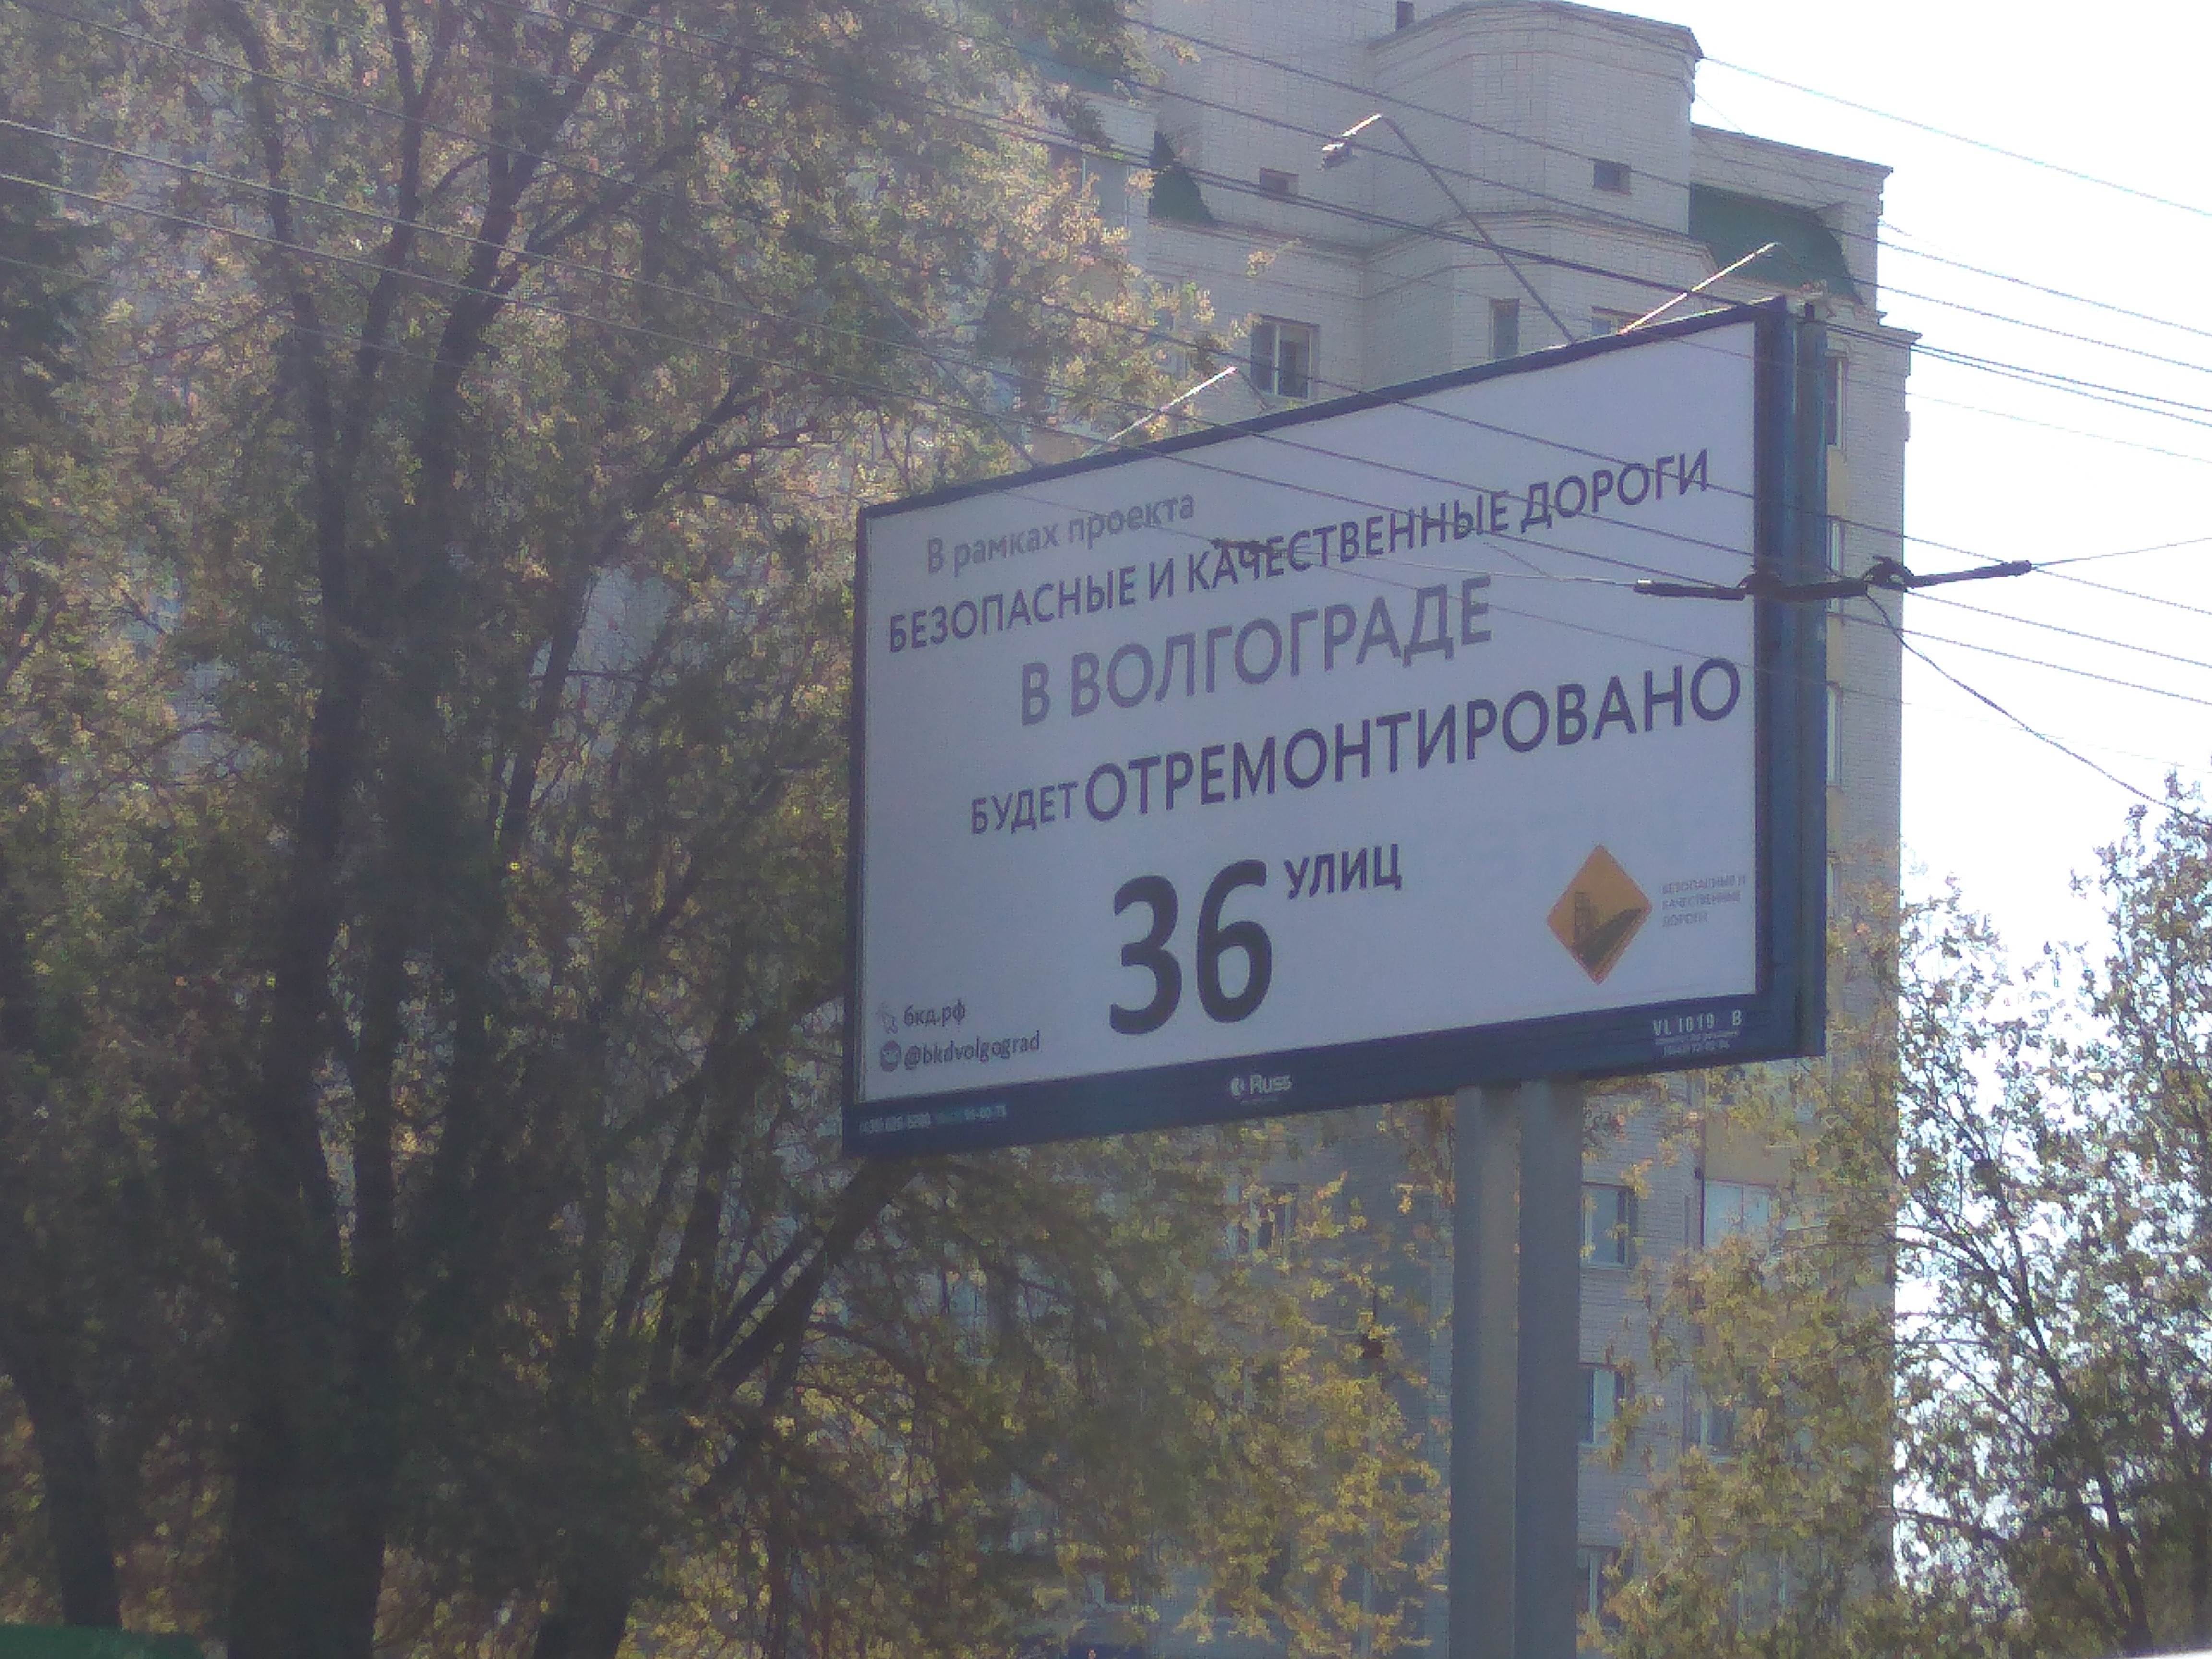 В рамках проекта
БЕЗОПАСНЫЕ И КАЧЕСТВЕННЫЕ ДОРОГИ
В ВОЛГОГРАДЕ
БУДЕТ ОТРЕМОНТИРОВАНО
36 УЛИЦ
БЕЗОПАСНЫЕ И
КАЧЕСТВЕННЫЕ
ДОРОГИ
бкд.рф
@bkdvolgograd
VL 1019 B
Russ